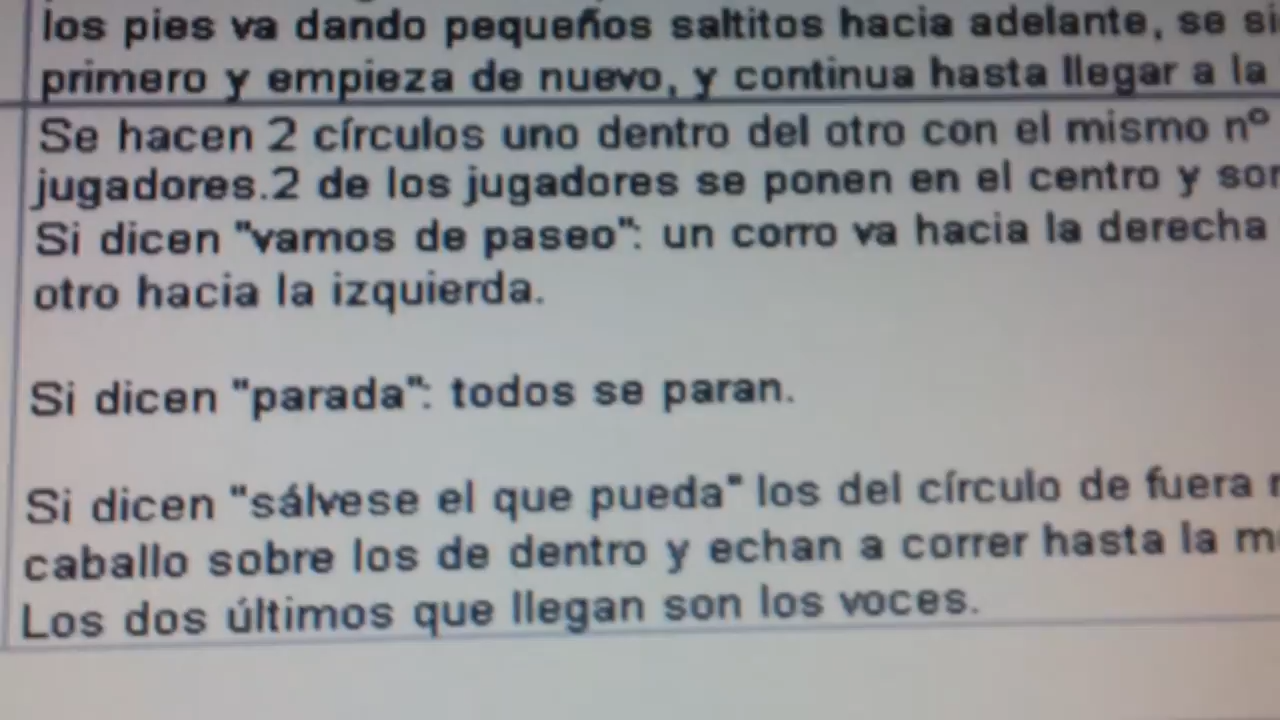 los pies va dando pequeños saltitos hacia adelante, se si
primero y empieza de nuevo, y continua hasta llegar a la
Se hacen 2 círculos uno dentro del otro con el mismo nº
jugadores.2 de los jugadores se ponen en el centro y son
Si dicen "vamos de paseo": un corro va hacia la derecha
otro hacia la izquierda.
Si dicen "parada": todos se paran.
Si dicen "sálvese el que pueda" los del círculo de fuera
caballo sobre los de dentro y echan a correr hasta la
Los dos últimos que llegan son los voces.